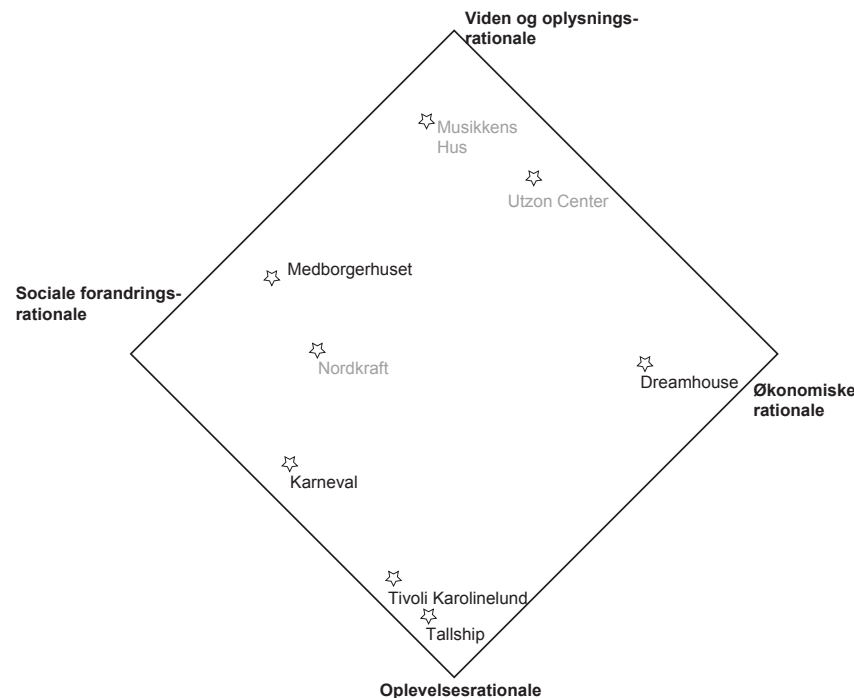 Viden og oplysnings-
rationale
Musikkens
Hus
Utzon Center
Medborgerhuset
Sociale forandrings-
rationale
Nordkraft
Dreamhouse
Økonomiske
rationale
Karneval
Tivoli Karolinelund
Tallship
Oplevelsesrationale